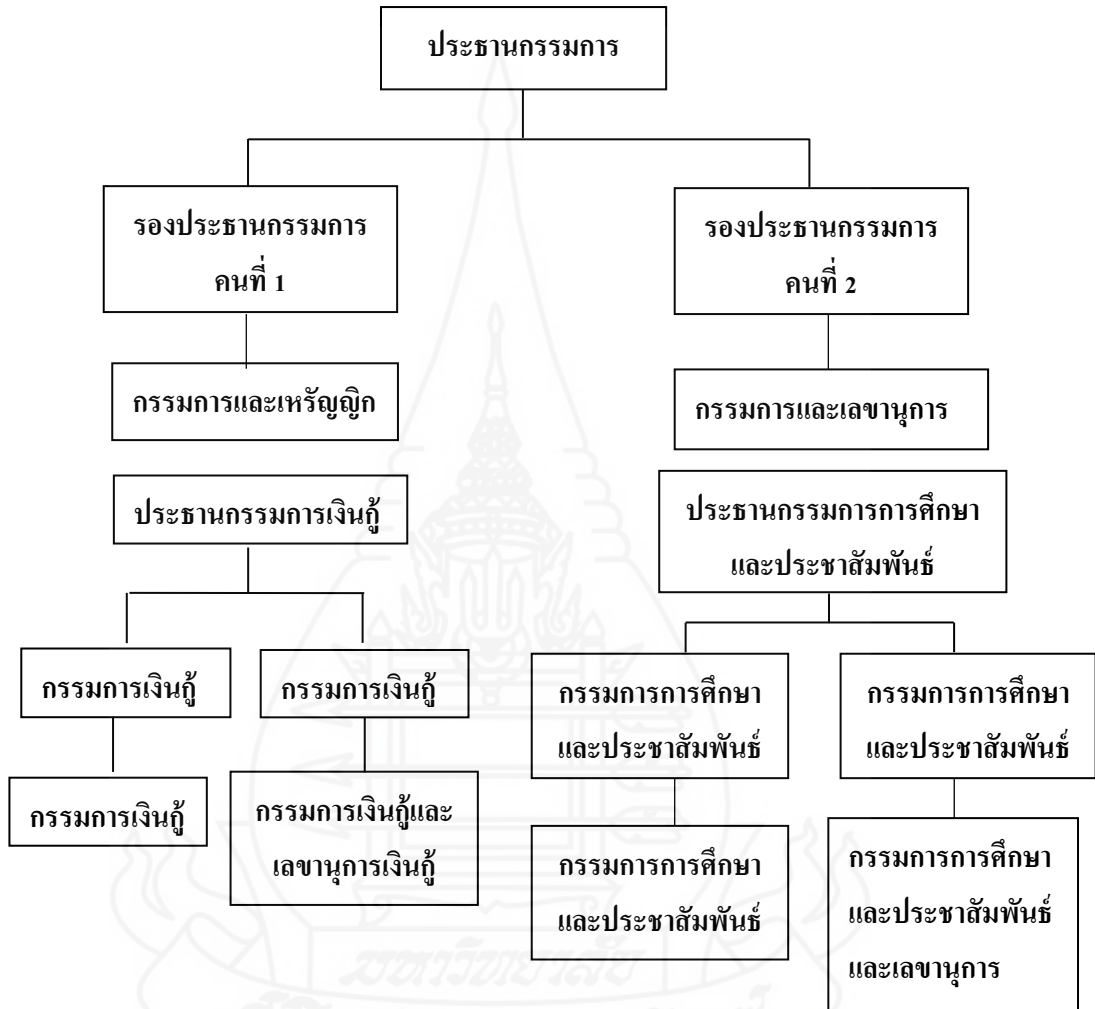 ประธานกรรมการ
รองประธานกรรมการ
คนที่ 1
รองประธานกรรมการ
คนที่ 2
กรรมการและเหรัญญิก
กรรมการและเลขานุการ
ประธานกรรมการเงินกู้
ประธานกรรมการการศึกษา
และประชาสัมพันธ์
กรรมการเงินกู้
กรรมการเงินกู้
กรรมการการศึกษา
และประชาสัมพันธ์
กรรมการการศึกษา
และประชาสัมพันธ์
กรรมการเงินกู้
กรรมการเงินกู้และ
เลขานุการเงินกู้
กรรมการการศึกษา
และประชาสัมพันธ์
กรรมการการศึกษา
และประชาสัมพันธ์
และเลขานุการ
มหาวิทยาลัย